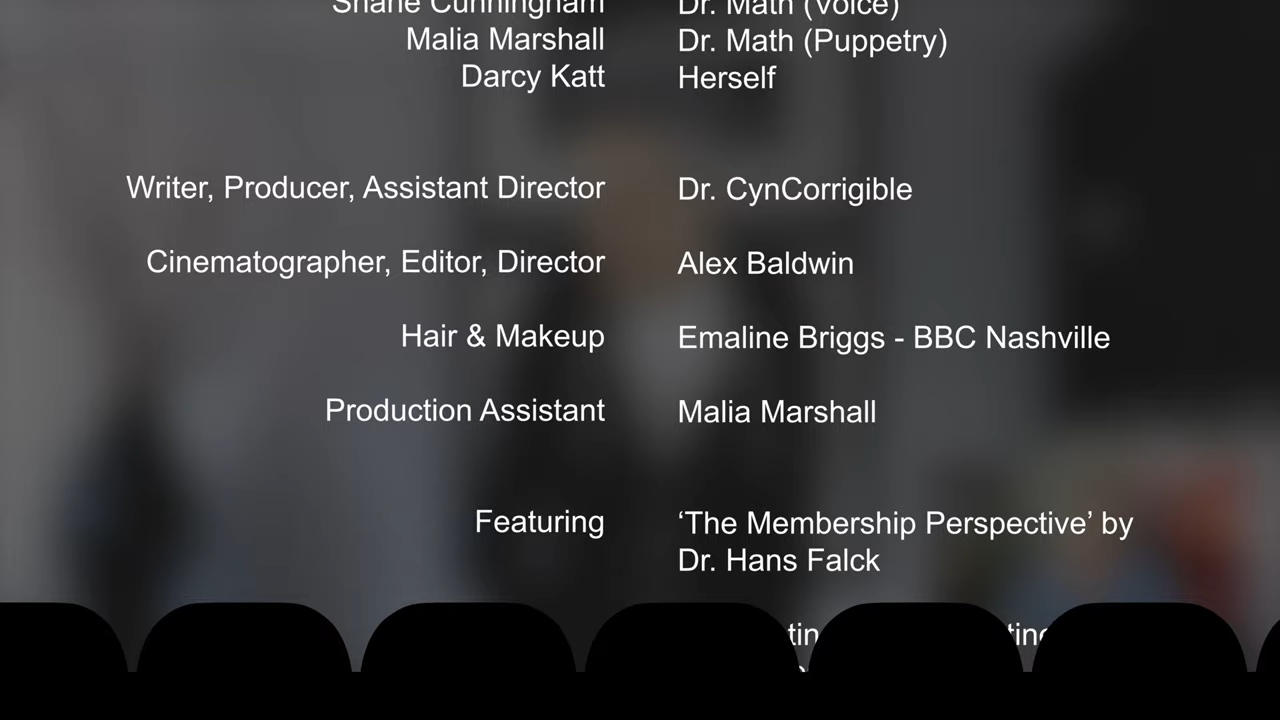 Shane Cunningham Dr. Math (Voice)
Malia Marshall Dr. Math (Puppetry)
Darcy Katt Herself
Writer, Producer, Assistant Director Dr. CynCorrigible
Cinematographer, Editor, Director Alex Baldwin
Hair & Makeup Emaline Briggs - BBC Nashville
Production Assistant Malia Marshall
Featuring ‘The Membership Perspective’ by
Dr. Hans Falck